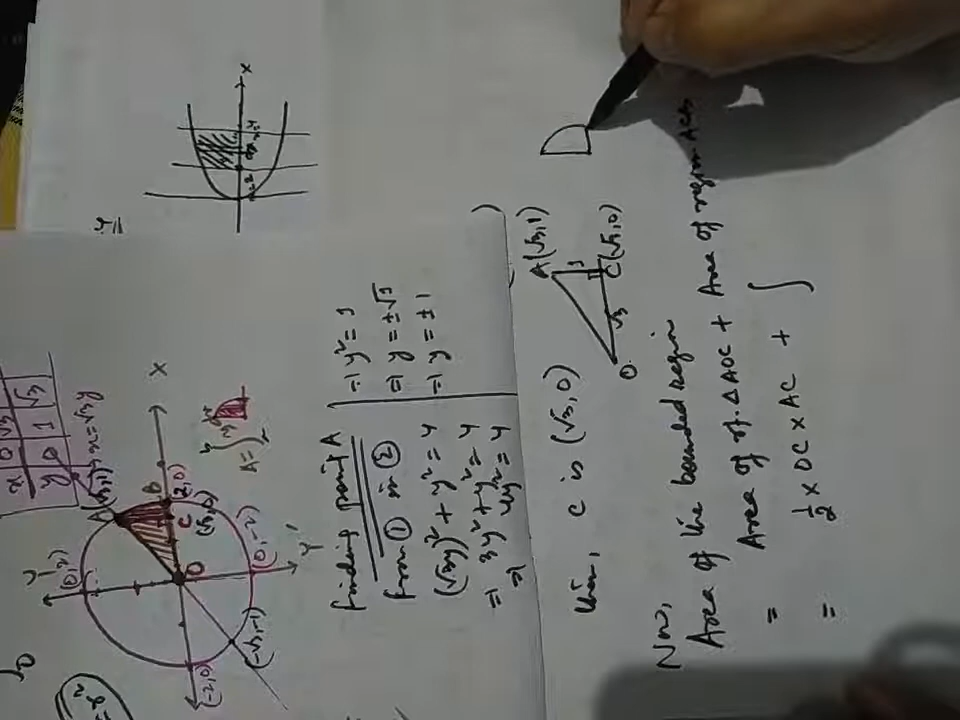 x | 0 | √3
y | 0 | 1 | √3
x = √3y
X
Y
Y'
O
B
C
(2,0)
(√3,0)
(0,-2)
(-2,0)
(-√3,-1)
finding point A
from ① in ②
(√3y)² + y² = 4
⇒ 3y² + y² = 4
⇒ 4y² = 4
⇒ y² = 1
⇒ y = ±√1
⇒ y = ±1
C is (√3,0)
A(√3,1)
1
C(√3,0)
√3
O
Now,
Area of the bounded region
= Area of △AOC + Area of region ACB
= ½ × OC × AC + ∫